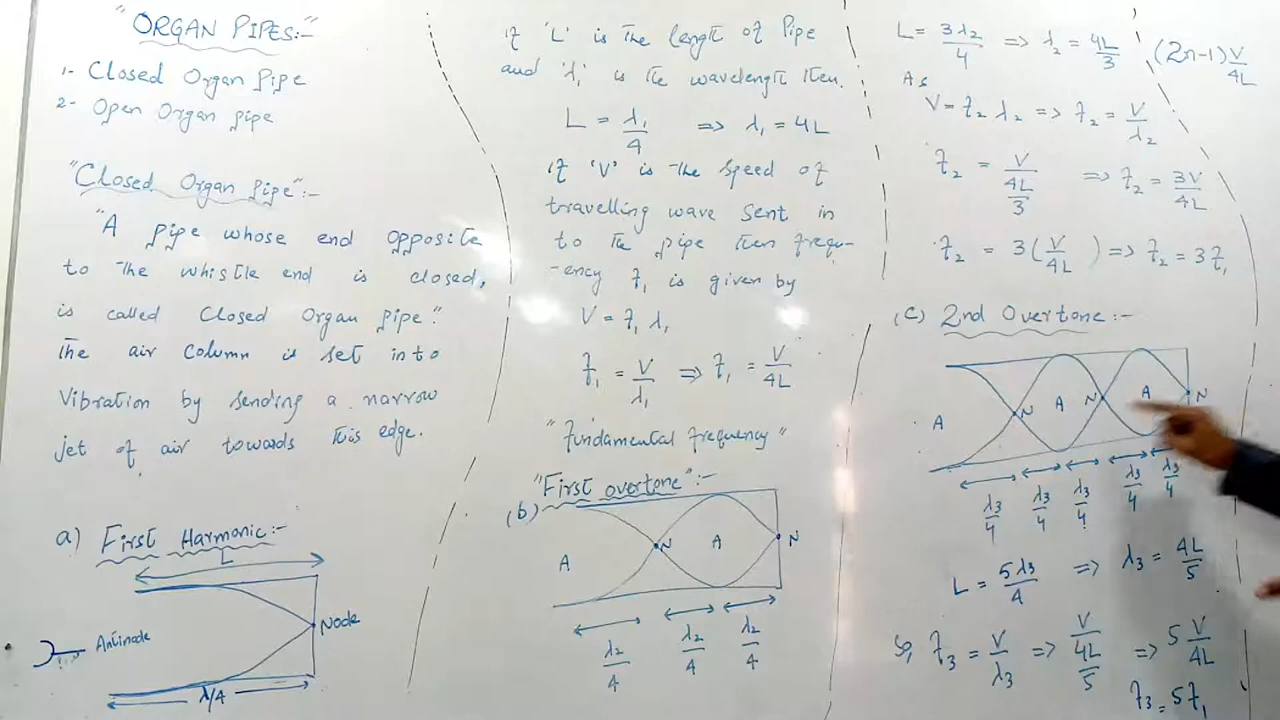 "ORGAN PIPES:-"
1- Closed Organ Pipe
2- Open Organ pipe
"Closed Organ pipe":-
"A pipe whose end opposite
to the whistle end is closed,
is called Closed Organ pipe."
The air column is set into
vibration by sending a narrow
jet of air towards this edge.
a) First Harmonic:-
L
Antinode
Node
λ/4
If 'L' is the length of Pipe
and 'λ₁' is the wavelength then.
L = λ₁/4 => λ₁ = 4L
If 'V' is the speed of
travelling wave sent in
to the pipe then frequ-
-ency f₁ is given by
V = f₁ λ₁
f₁ = V/λ₁ => f₁ = V/4L
"fundamental frequency"
"First overtone":-
(b)
A N A N
λ₂/4 λ₂/4 λ₂/4
L = 3λ₂/4 => λ₂ = 4L/3 (2n-1)V/4L
As
V = f₂ λ₂ => f₂ = V/λ₂
f₂ = V/(4L/3) => f₂ = 3V/4L
f₂ = 3(V/4L) => f₂ = 3f₁
(C) 2nd Overtone:-
A N A N A N
λ₃/4 λ₃/4 λ₃/4 λ₃/4 λ₃/4
L = 5λ₃/4 => λ₃ = 4L/5
So, f₃ = V/λ₃ => V/(4L/5) => 5 V/4L
f₃ = 5f₁